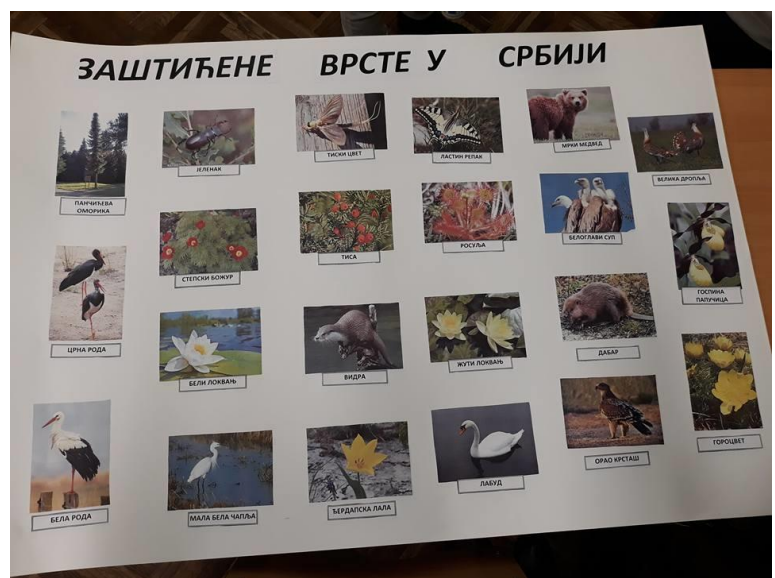 ЗАШТИЋЕНЕ ВРСТЕ У СРБИЈИ
ПАНЧИЋЕВА
ОМОРИКА
ЈЕЛЕНАК
ТИСКИ ЦВЕТ
ЛАСТИН РЕПАК
МРКИ МЕДВЕД
ВЕЛИКА ДРОПЉА
СТЕПСКИ БОЖУР
ТИСА
РОСУЉА
БЕЛОГЛАВИ СУП
ГОСПИНА
ПАПУЧИЦА
ЦРНА РОДА
БЕЛИ ЛОКВАЊ
ВИДРА
ЖУТИ ЛОКВАЊ
ДАБАР
ГОРОЦВЕТ
БЕЛА РОДА
МАЛА БЕЛА ЧАПЉА
ЂЕРДАПСКА ЛАЛА
ЛАБУД
ОРАО КРСТАШ